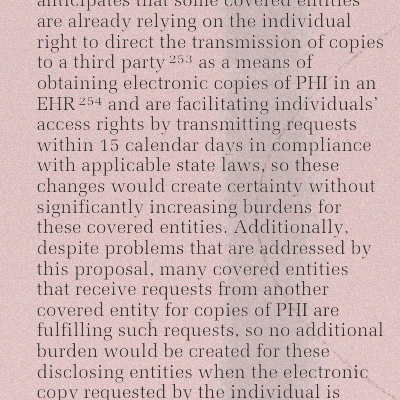 anticipates that some covered entities
are already relying on the individual
right to direct the transmission of copies
to a third party 253 as a means of
obtaining electronic copies of PHI in an
EHR 254 and are facilitating individuals’
access rights by transmitting requests
within 15 calendar days in compliance
with applicable state laws, so these
changes would create certainty without
significantly increasing burdens for
these covered entities. Additionally,
despite problems that are addressed by
this proposal, many covered entities
that receive requests from another
covered entity for copies of PHI are
fulfilling such requests, so no additional
burden would be created for these
disclosing entities when the electronic
copy requested by the individual is